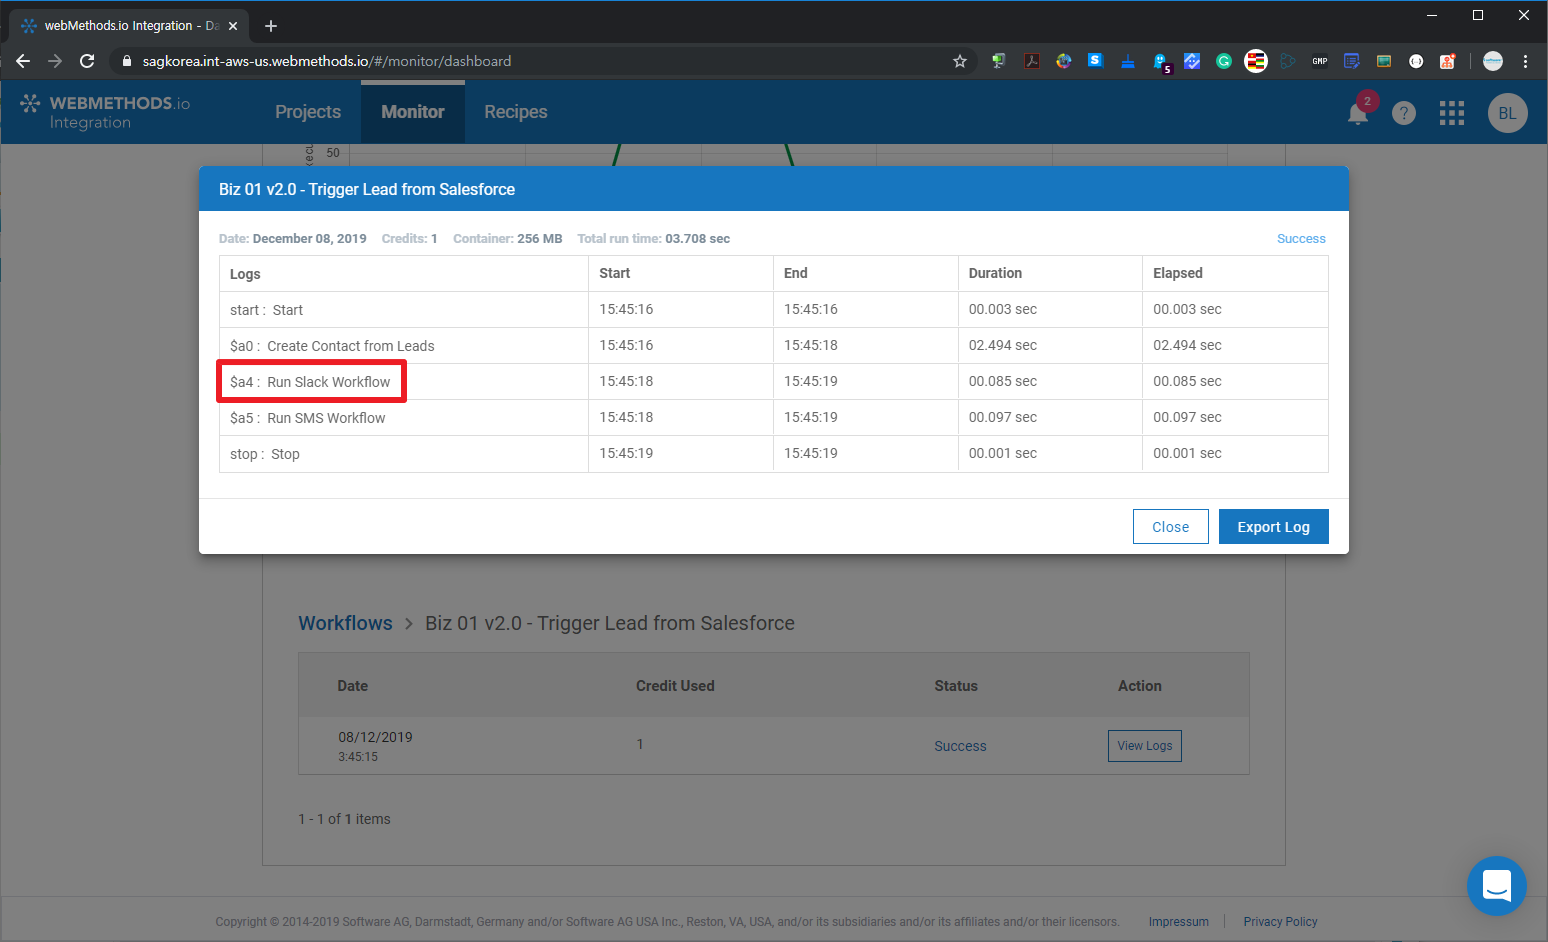 webMethods.io Integration - Da
sagkorea.int-aws-us.webmethods.io/#/monitor/dashboard
5
GMP
WEBMETHODS.io
Integration
Projects
Monitor
Recipes
2
?
BL
50
Biz 01 v2.0 - Trigger Lead from Salesforce
Date: December 08, 2019 Credits: 1 Container: 256 MB Total run time: 03.708 sec Success
Logs Start End Duration Elapsed
start : Start 15:45:16 15:45:16 00.003 sec 00.003 sec
$a0 : Create Contact from Leads 15:45:16 15:45:18 02.494 sec 02.494 sec
$a4 : Run Slack Workflow 15:45:18 15:45:19 00.085 sec 00.085 sec
$a5 : Run SMS Workflow 15:45:18 15:45:19 00.097 sec 00.097 sec
stop : Stop 15:45:19 15:45:19 00.001 sec 00.001 sec
Close Export Log
Workflows > Biz 01 v2.0 - Trigger Lead from Salesforce
Date Credit Used Status Action
08/12/2019 1 Success View Logs
3:45:15
1 - 1 of 1 items
Copyright © 2014-2019 Software AG, Darmstadt, Germany and/or Software AG USA Inc., Reston, VA, USA, and/or its subsidiaries and/or its affiliates and/or their licensors. Impressum Privacy Policy